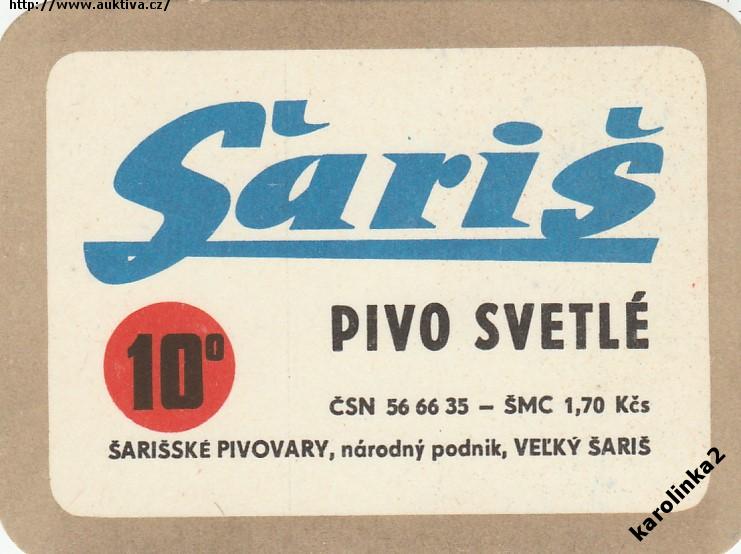 http://www.auktiva.cz/
Šariš
10°
PIVO SVETLÉ
ČSN 56 66 35 – ŠMC 1,70 Kčs
ŠARIŠSKÉ PIVOVARY, národný podnik, VEĽKÝ ŠARIŠ
karolinka2